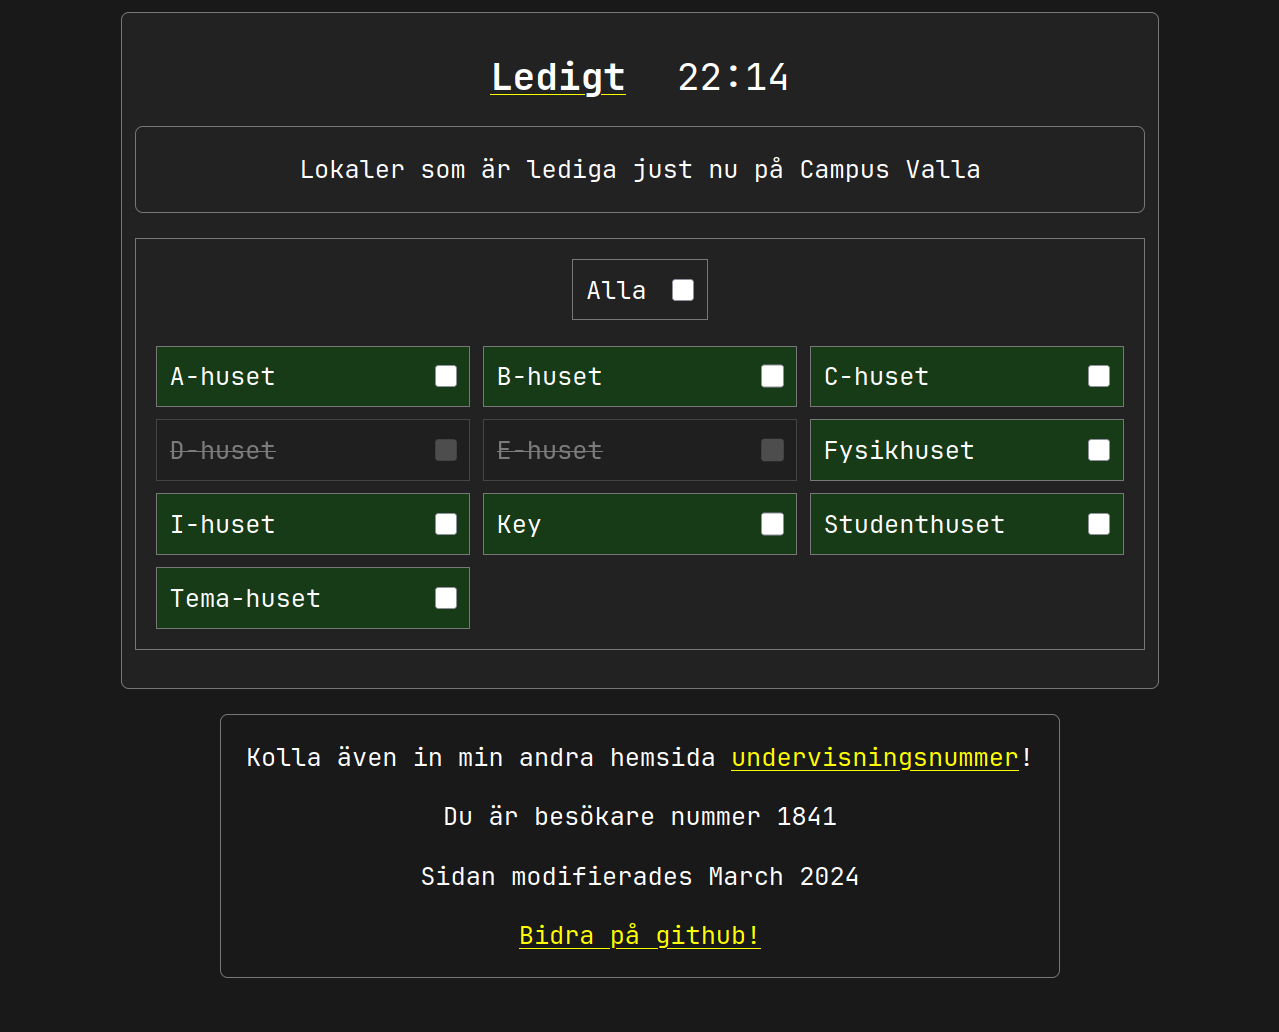 Ledigt 22:14
Lokaler som är lediga just nu på Campus Valla
Alla
A-huset B-huset C-huset
D-huset E-huset Fysikhuset
I-huset Key Studenthuset
Tema-huset
Kolla även in min andra hemsida undervisningsnummer!
Du är besökare nummer 1841
Sidan modifierades March 2024
Bidra på github!